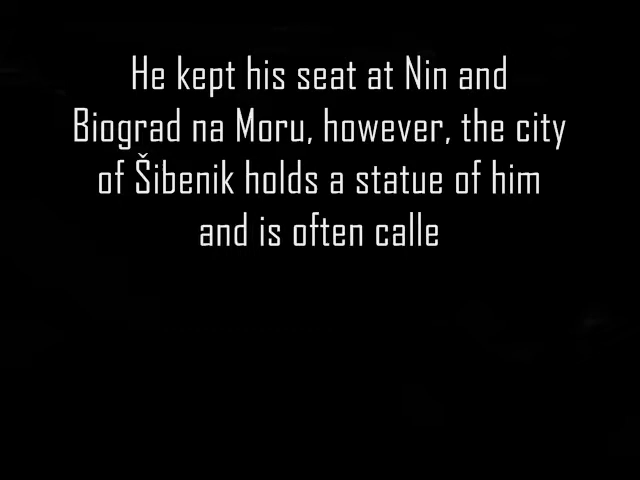 He kept his seat at Nin and
Biograd na Moru, however, the city
of Šibenik holds a statue of him
and is often calle